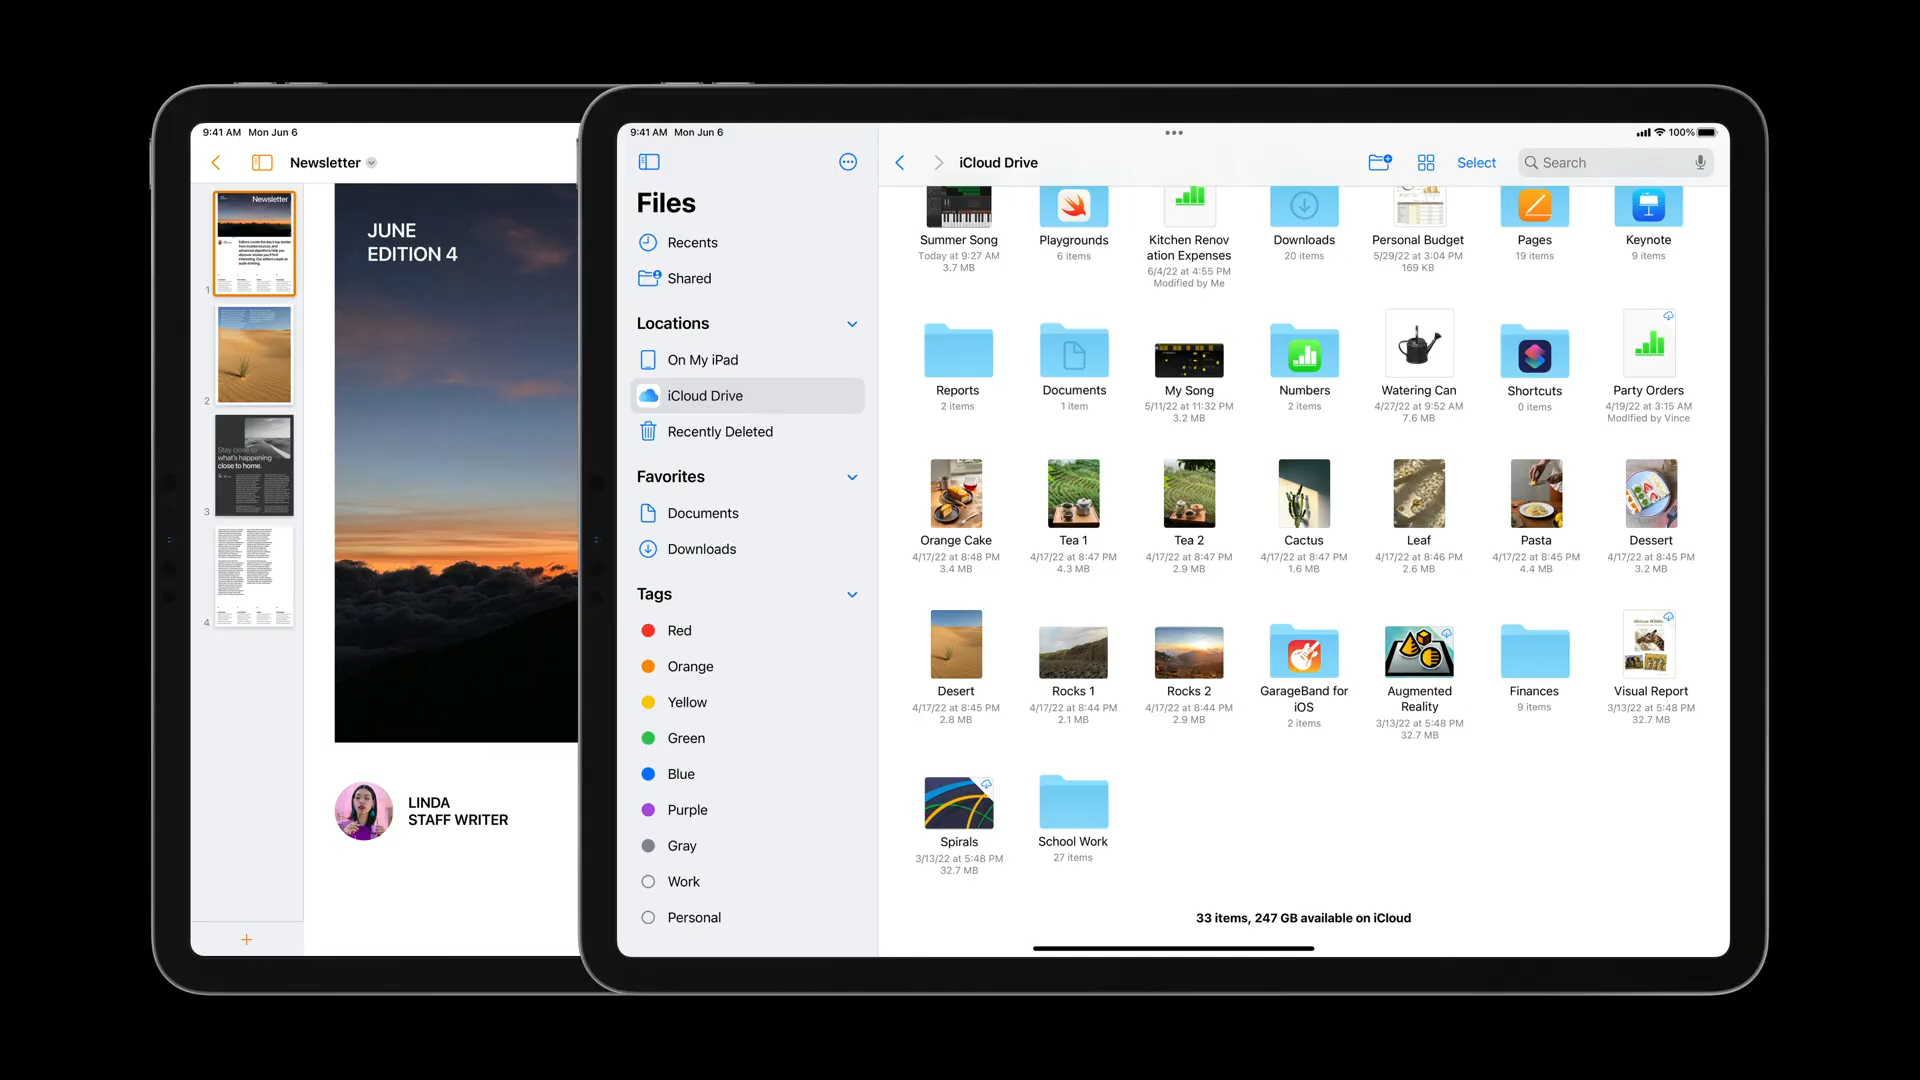 9:41 AM Mon Jun 6
Newsletter
Newsletter
1
2
Stay close to
what's happening
close to home.
3
4
JUNE
EDITION 4
LINDA
STAFF WRITER
9:41 AM Mon Jun 6
100%
Files
Recents
Shared
Locations
On My iPad
iCloud Drive
Recently Deleted
Favorites
Documents
Downloads
Tags
Red
Orange
Yellow
Green
Blue
Purple
Gray
Work
Personal
iCloud Drive
Select
Search
Summer Song
Today at 9:27 AM
3.7 MB
Playgrounds
6 items
Kitchen Renov
ation Expenses
6/4/22 at 4:55 PM
Modified by Me
Downloads
20 items
Personal Budget
5/29/22 at 3:04 PM
169 KB
Pages
19 items
Keynote
9 items
Reports
2 items
Documents
1 item
My Song
5/11/22 at 11:32 PM
3.2 MB
Numbers
2 items
Watering Can
4/27/22 at 9:52 AM
7.6 MB
Shortcuts
0 items
Party Orders
4/19/22 at 3:15 AM
Modified by Vince
Orange Cake
4/17/22 at 8:48 PM
3.4 MB
Tea 1
4/17/22 at 8:47 PM
4.3 MB
Tea 2
4/17/22 at 8:47 PM
2.9 MB
Cactus
4/17/22 at 8:47 PM
1.6 MB
Leaf
4/17/22 at 8:46 PM
2.6 MB
Pasta
4/17/22 at 8:45 PM
4.4 MB
Dessert
4/17/22 at 8:45 PM
3.2 MB
Desert
4/17/22 at 8:45 PM
2.8 MB
Rocks 1
4/17/22 at 8:44 PM
2.1 MB
Rocks 2
4/17/22 at 8:44 PM
2.9 MB
GarageBand for
iOS
2 items
Augmented
Reality
3/13/22 at 5:48 PM
32.7 MB
Finances
9 items
Visual Report
3/13/22 at 5:48 PM
32.7 MB
Spirals
3/13/22 at 5:48 PM
32.7 MB
School Work
27 items
33 items, 247 GB available on iCloud